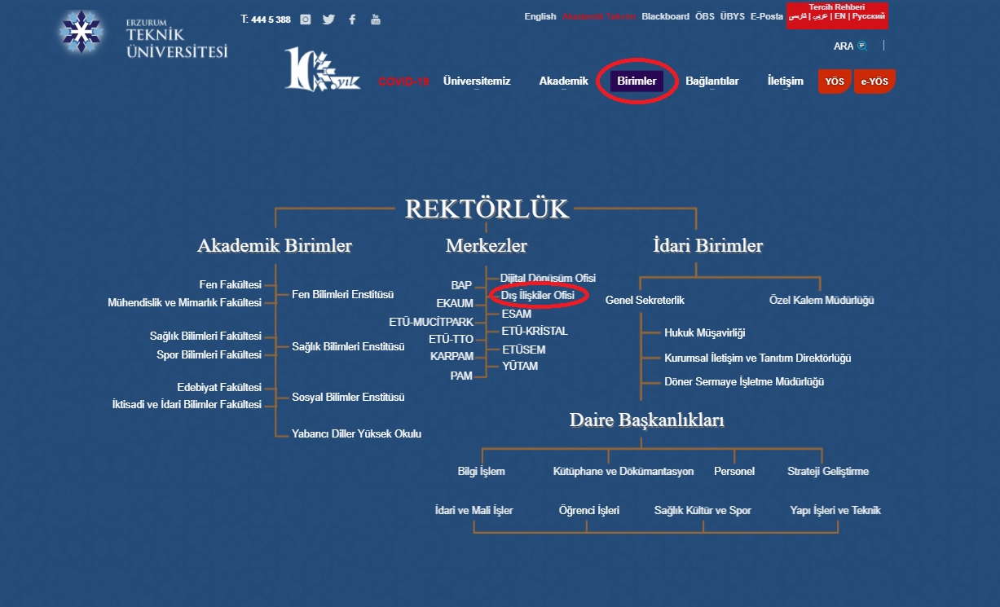 ERZURUM
TEKNİK
ÜNİVERSİTESİ
T: 444 5 388
English Akademik Takvim Blackboard ÖBS ÜBYS E-Posta
Tercih Rehberi
عربي | فارسی | EN | Русский
ARA
10.yıl
COVID-19 Üniversitemiz Akademik Birimler Bağlantılar İletişim YÖS e-YÖS
REKTÖRLÜK
Akademik Birimler
Fen Fakültesi
Fen Bilimleri Enstitüsü
Mühendislik ve Mimarlık Fakültesi
Sağlık Bilimleri Fakültesi
Sağlık Bilimleri Enstitüsü
Spor Bilimleri Fakültesi
Edebiyat Fakültesi
Sosyal Bilimler Enstitüsü
İktisadi ve İdari Bilimler Fakültesi
Yabancı Diller Yüksek Okulu
Merkezler
Dijital Dönüşüm Ofisi
BAP
Dış İlişkiler Ofisi
EKAUM
ESAM
ETÜ-MUCİTPARK
ETÜ-KRİSTAL
ETÜ-TTO
ETÜSEM
KARPAM
YÜTAM
PAM
İdari Birimler
Genel Sekreterlik
Özel Kalem Müdürlüğü
Hukuk Müşavirliği
Kurumsal İletişim ve Tanıtım Direktörlüğü
Döner Sermaye İşletme Müdürlüğü
Daire Başkanlıkları
Bilgi İşlem
Kütüphane ve Dökümantasyon
Personel
Strateji Geliştirme
İdari ve Mali İşler
Öğrenci İşleri
Sağlık Kültür ve Spor
Yapı İşleri ve Teknik